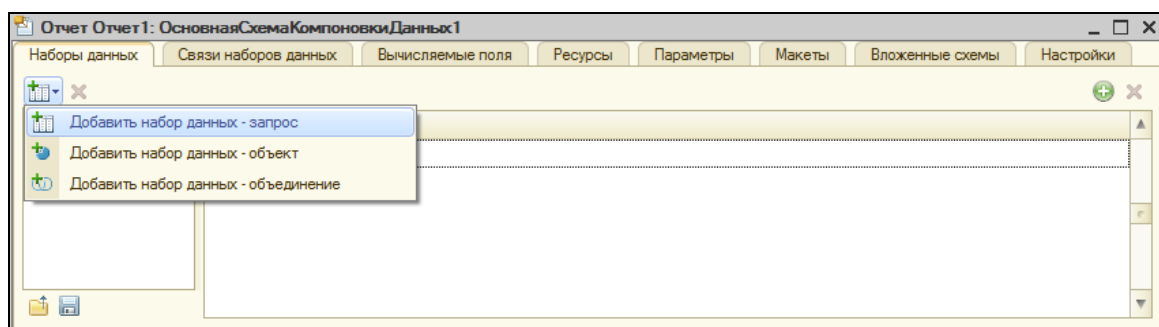 Отчет Отчет1: ОсновнаяСхемаКомпоновкиДанных1
Наборы данных Связи наборов данных Вычисляемые поля Ресурсы Параметры Макеты Вложенные схемы Настройки
Добавить набор данных - запрос
Добавить набор данных - объект
Добавить набор данных - объединение